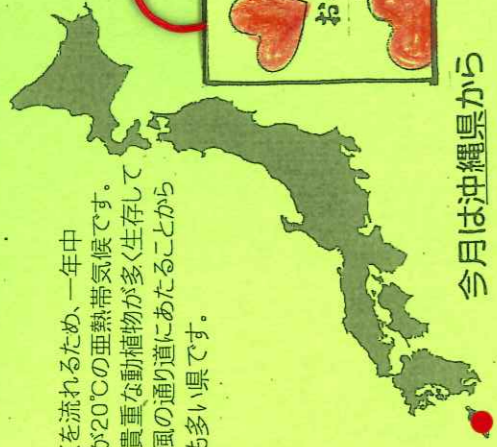 を流れるため、一年中
が20℃の亜熱帯気候です。
貴重な動植物が多く生存して
風の通り道にあたることから
も多い県です。
お
今月は沖縄県から